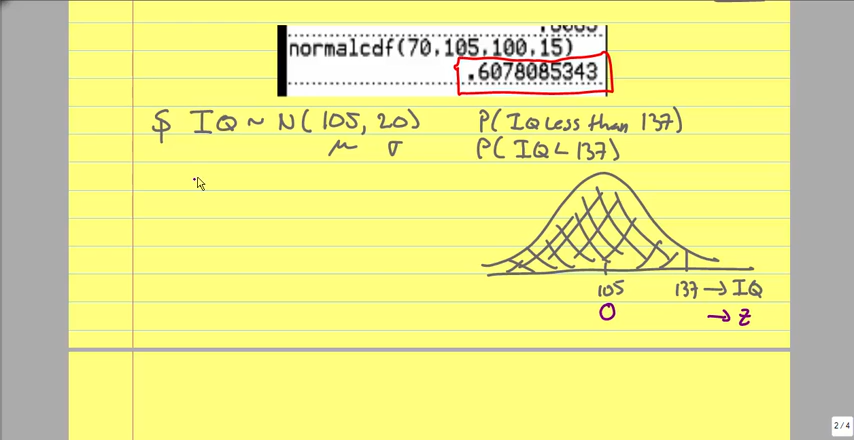 normalcdf(70,105,100,15)
.6078085343
$ IQ ~ N(105, 20) P(IQ less than 137)
μ σ P(IQ < 137)
105 137 → IQ
0 → z
2 / 4